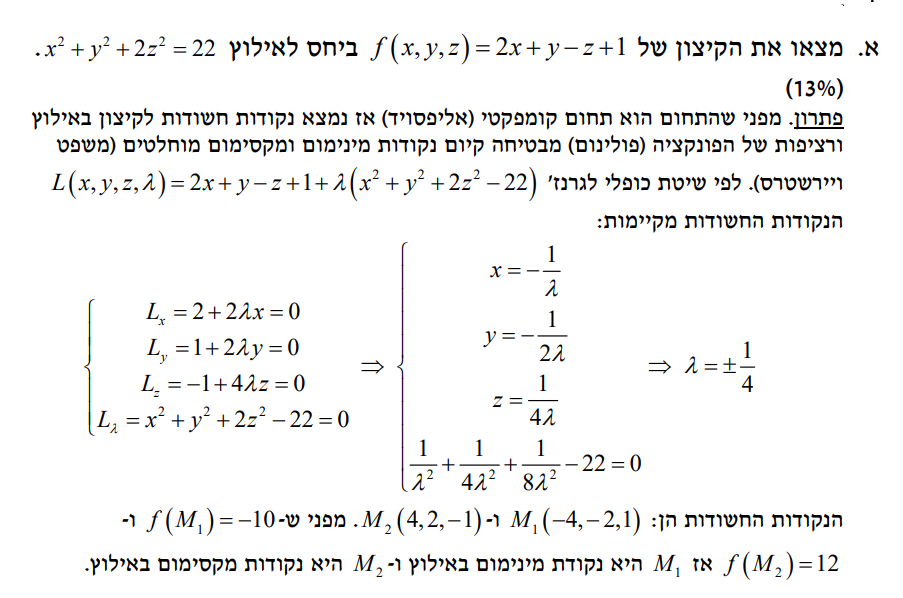 א. מצאו את הקיצון של f(x,y,z)=2x+y−z+1 ביחס לאילוץ x²+y²+2z²=22.
(13%)
פתרון. מפני שהתחום הוא תחום קומפקטי (אליפסויד) אז נמצא נקודות חשודות לקיצון באילוץ
ורציפות של הפונקציה (פולינום) מבטיחה קיום נקודות מינימום ומקסימום מוחלטים (משפט
ויירשטרס). לפי שיטת כופלי לגרנז' L(x,y,z,λ)=2x+y−z+1+λ(x²+y²+2z²−22)
הנקודות החשודות מקיימות:
{ Lₓ=2+2λx=0
L_y=1+2λy=0
L_z=−1+4λz=0
L_λ=x²+y²+2z²−22=0
⇒ { x=−1/λ
y=−1/(2λ)
z=1/(4λ)
1/λ²+1/(4λ²)+1/(8λ²)−22=0
⇒ λ=±1/4
הנקודות החשודות הן: M₁(−4,−2,1) ו-M₂(4,2,−1). מפני ש-f(M₁)=−10 ו-
f(M₂)=12 אז M₁ היא נקודת מינימום באילוץ ו-M₂ היא נקודות מקסימום באילוץ.